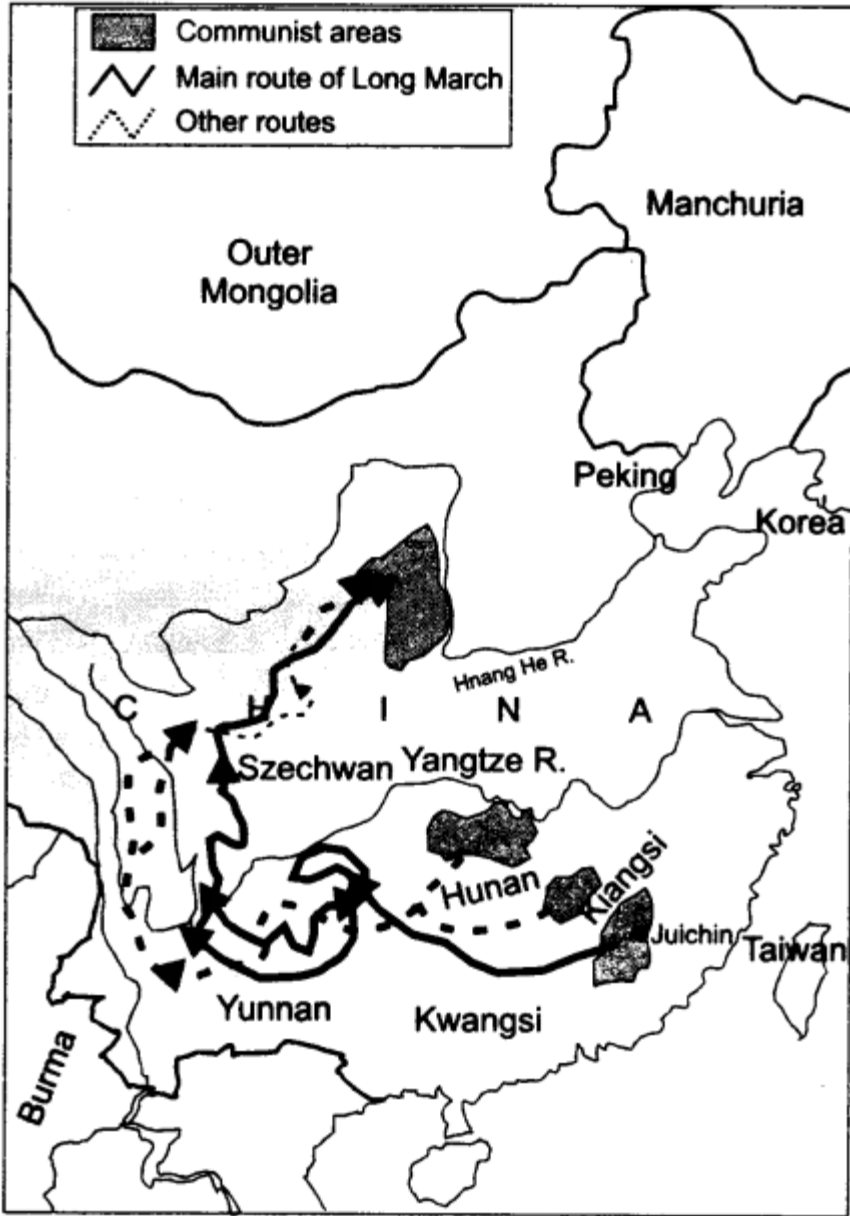 Communist areas
Main route of Long March
Other routes
Manchuria
Outer
Mongolia
Peking
Korea
Hnang He R.
C H I N A
Szechwan
Yangtze R.
Hunan
Kiangsi
Juichin
Taiwan
Yunnan
Kwangsi
Burma